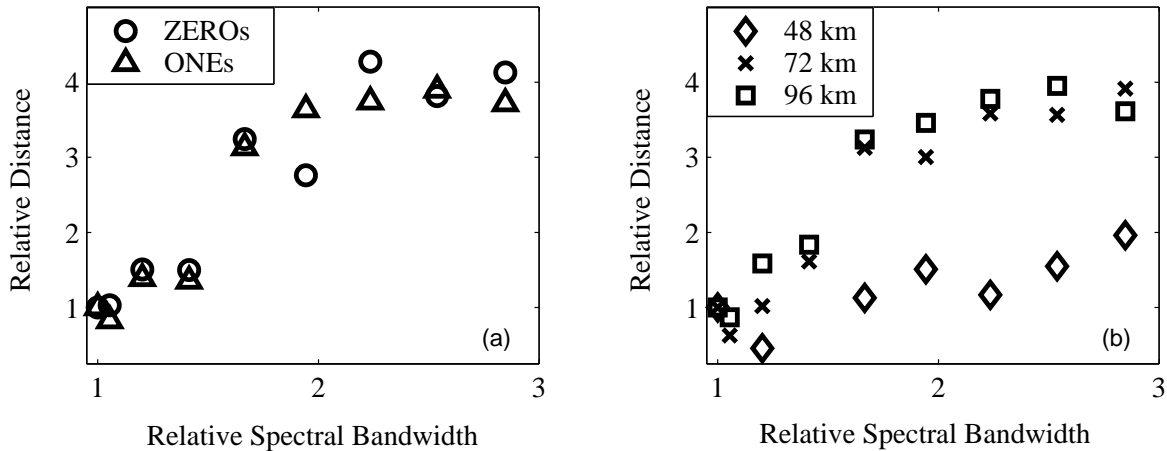 ZEROs
ONEs
4
3
2
1
Relative Distance
(a)
1 2 3
Relative Spectral Bandwidth
48 km
72 km
96 km
4
3
2
1
Relative Distance
(b)
1 2 3
Relative Spectral Bandwidth